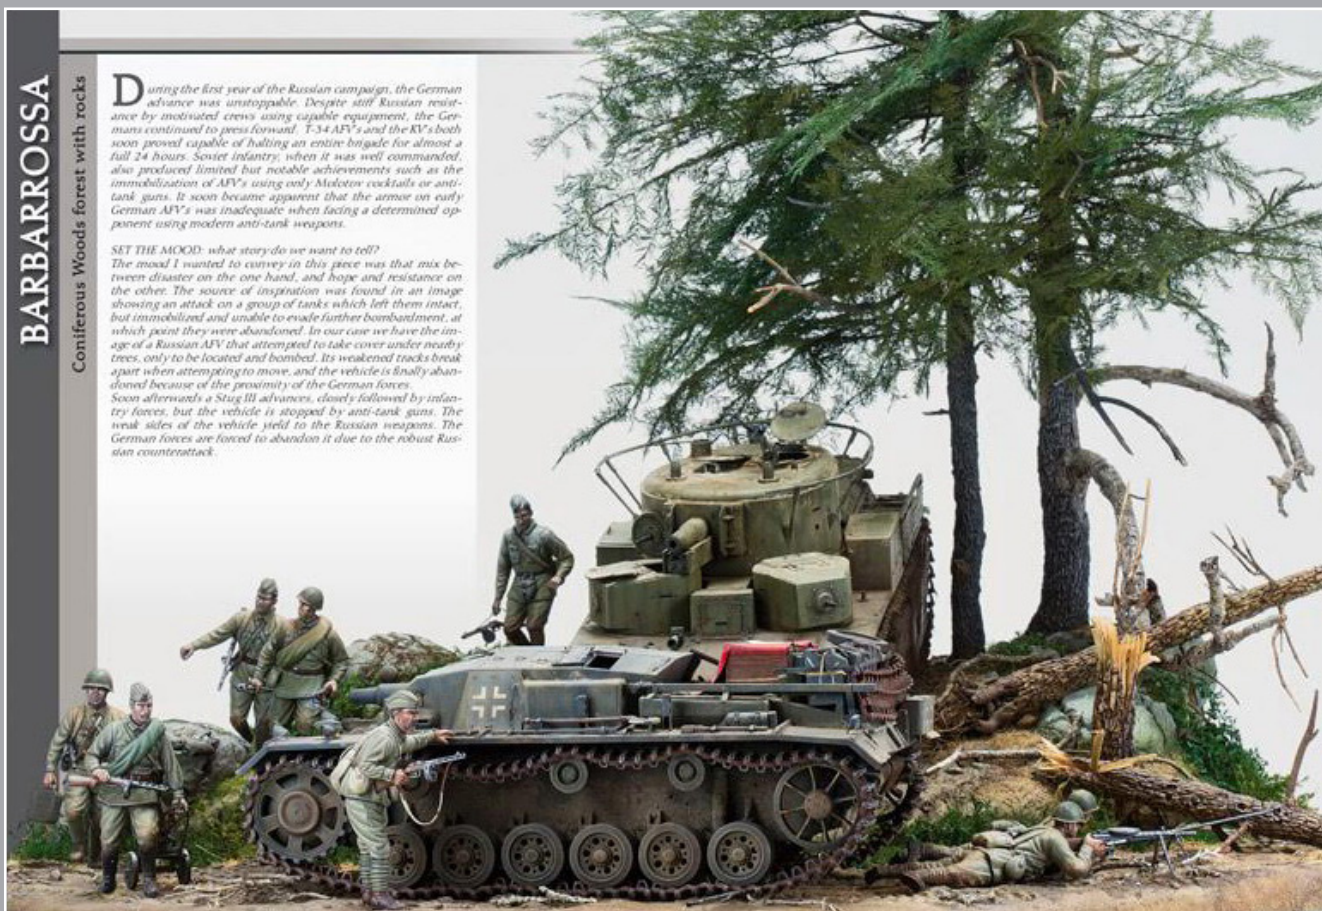 BARBARROSSA
Coniferous Woods forest with rocks
During the first year of the Russian campaign, the German
advance was unstoppable. Despite stiff Russian resist-
ance by motivated crews using capable equipment, the Ger-
mans continued to press forward. T-34 AFV's and the KV's both
soon proved capable of halting an entire brigade for almost a
full 24 hours. Soviet infantry, when it was well commanded,
also produced limited but notable achievements such as the
immobilization of AFV's using only Molotov cocktails or anti-
tank guns. It soon became apparent that the armor on early
German AFV's was inadequate when facing a determined op-
ponent using modern anti-tank weapons.
SET THE MOOD: what story do we want to tell?
The mood I wanted to convey in this piece was that mix be-
tween disaster on the one hand, and hope and resistance on
the other. The source of inspiration was found in an image
showing an attack on a group of tanks which left them intact,
but immobilized and unable to evade further bombardment, at
which point they were abandoned. In our case we have the im-
age of a Russian AFV that attempted to take cover under nearby
trees, only to be located and bombed. Its weakened tracks break
apart when attempting to move, and the vehicle is finally aban-
doned because of the proximity of the German forces.
Soon afterwards a Stug III advances, closely followed by infan-
try forces, but the vehicle is stopped by anti-tank guns. The
weak sides of the vehicle yield to the Russian weapons. The
German forces are forced to abandon it due to the robust Rus-
sian counterattack.